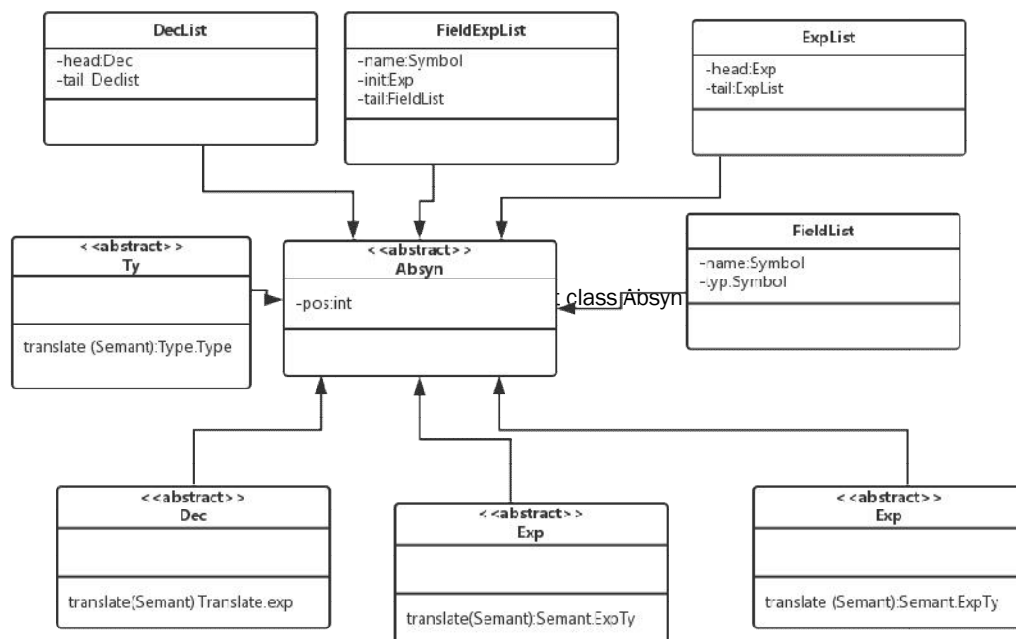 DecList
-head:Dec
-tail Declist
FieldExpList
-name:Symbol
-init:Exp
-tail:FieldList
ExpList
-head:Exp
-tail:ExpList
<<abstract>>
Ty
translate (Semant):Type.Type
<<abstract>>
Absyn
-pos:int
class Absyn
FieldList
-name:Symbol
-typ:Symbol
<<abstract>>
Dec
translate(Semant) Translate.exp
<<abstract>>
Exp
translate(Semant):Semant.ExpTy
<<abstract>>
Exp
translate (Semant):Semant.ExpTy